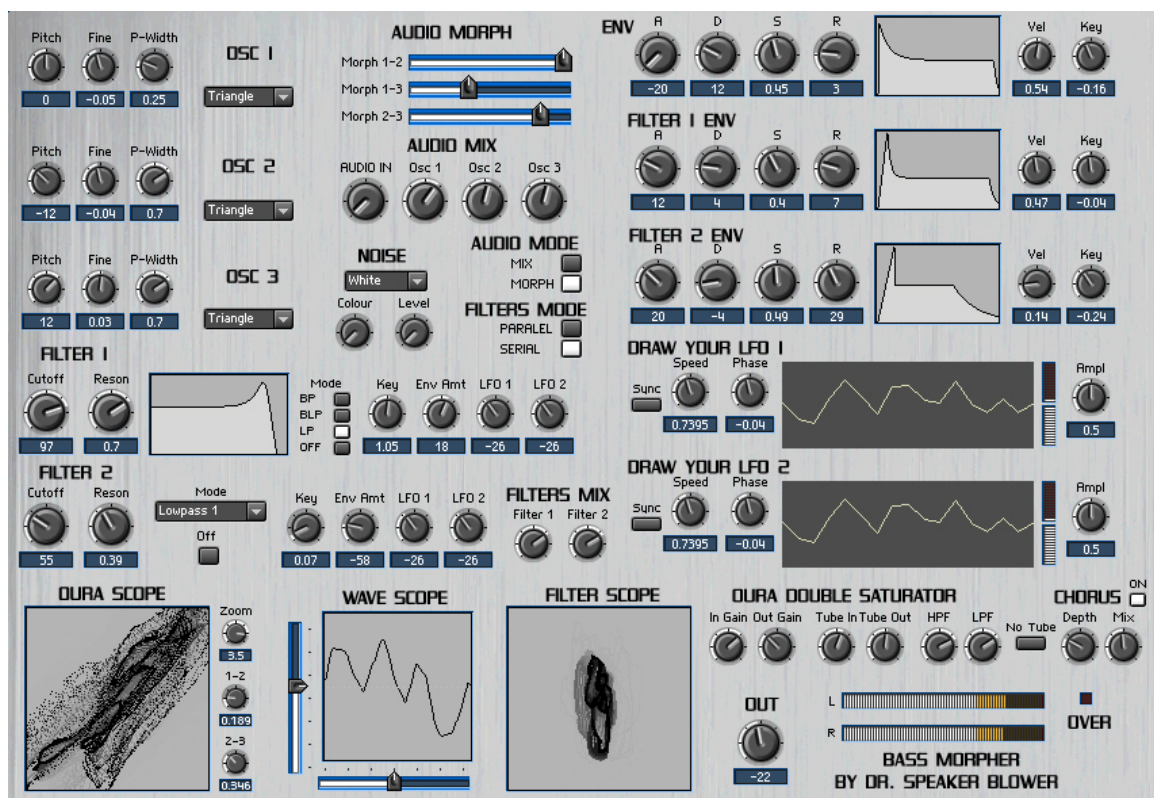 Pitch Fine P-Width
OSC 1
0 -0.05 0.25
Triangle
Pitch Fine P-Width
OSC 2
-12 -0.04 0.7
Triangle
Pitch Fine P-Width
OSC 3
12 0.03 0.7
Triangle
AUDIO MORPH
Morph 1-2
Morph 1-3
Morph 2-3
AUDIO MIX
AUDIO IN Osc 1 Osc 2 Osc 3
NOISE
White
Colour Level
AUDIO MODE
MIX
MORPH
FILTERS MODE
PARALEL
SERIAL
ENV
A D S R
-20 12 0.45 3
Vel Key
0.54 -0.16
FILTER 1 ENV
A D S R
12 4 0.4 7
Vel Key
0.47 -0.04
FILTER 2 ENV
A D S R
20 -4 0.49 29
Vel Key
0.14 -0.24
FILTER 1
Cutoff Reson
97 0.7
Mode
BP
BLP
LP
OFF
Key Env Amt LFO 1 LFO 2
1.05 18 -26 -26
DRAW YOUR LFO 1
Speed Phase
Sync
0.7395 -0.04
Ampl
0.5
FILTER 2
Cutoff Reson
55 0.39
Mode
Lowpass 1
Off
Key Env Amt LFO 1 LFO 2
0.07 -58 -26 -26
FILTERS MIX
Filter 1 Filter 2
DRAW YOUR LFO 2
Speed Phase
Sync
0.7395 -0.04
Ampl
0.5
OURA SCOPE
Zoom
3.5
1-2
0.189
2-3
0.346
WAVE SCOPE
FILTER SCOPE
OURA DOUBLE SATURATOR
In Gain Out Gain Tube In Tube Out HPF LPF No Tube
CHORUS
ON
Depth Mix
OUT
-22
L
R
OVER
BASS MORPHER
BY DR. SPEAKER BLOWER